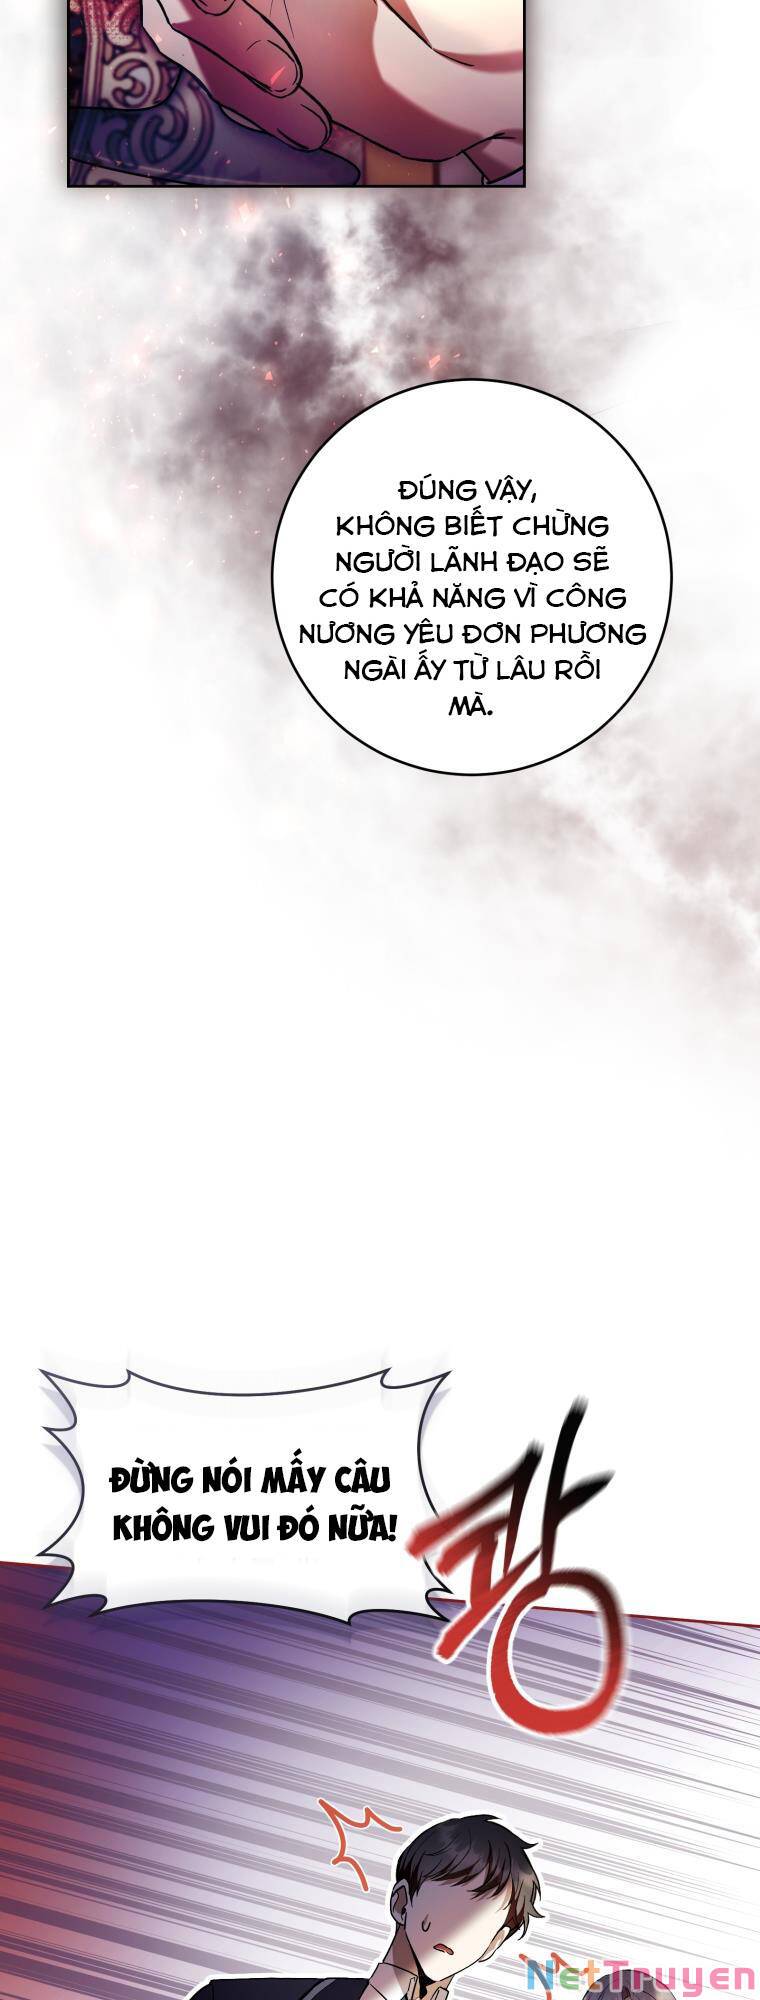 ĐÚNG VẬY,
KHÔNG BIẾT CHỪNG
NGƯỜI LÃNH ĐẠO SẼ
CÓ KHẢ NĂNG VÌ CÔNG
NƯƠNG YÊU ĐƠN PHƯƠNG
NGÀI ẤY TỪ LÂU RỒI
MÀ.
ĐỪNG NÓI MẤY CÂU
KHÔNG VUI ĐÓ NỮA!
쾅
NetTruyen